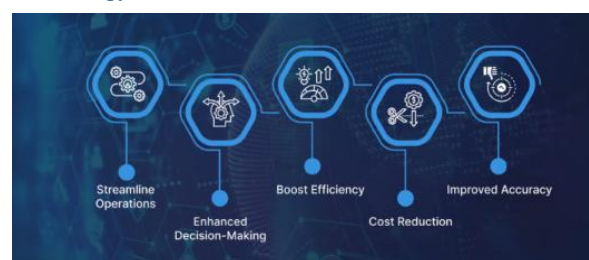 Streamline
Operations
Enhanced
Decision-Making
Boost Efficiency
Cost Reduction
Improved Accuracy